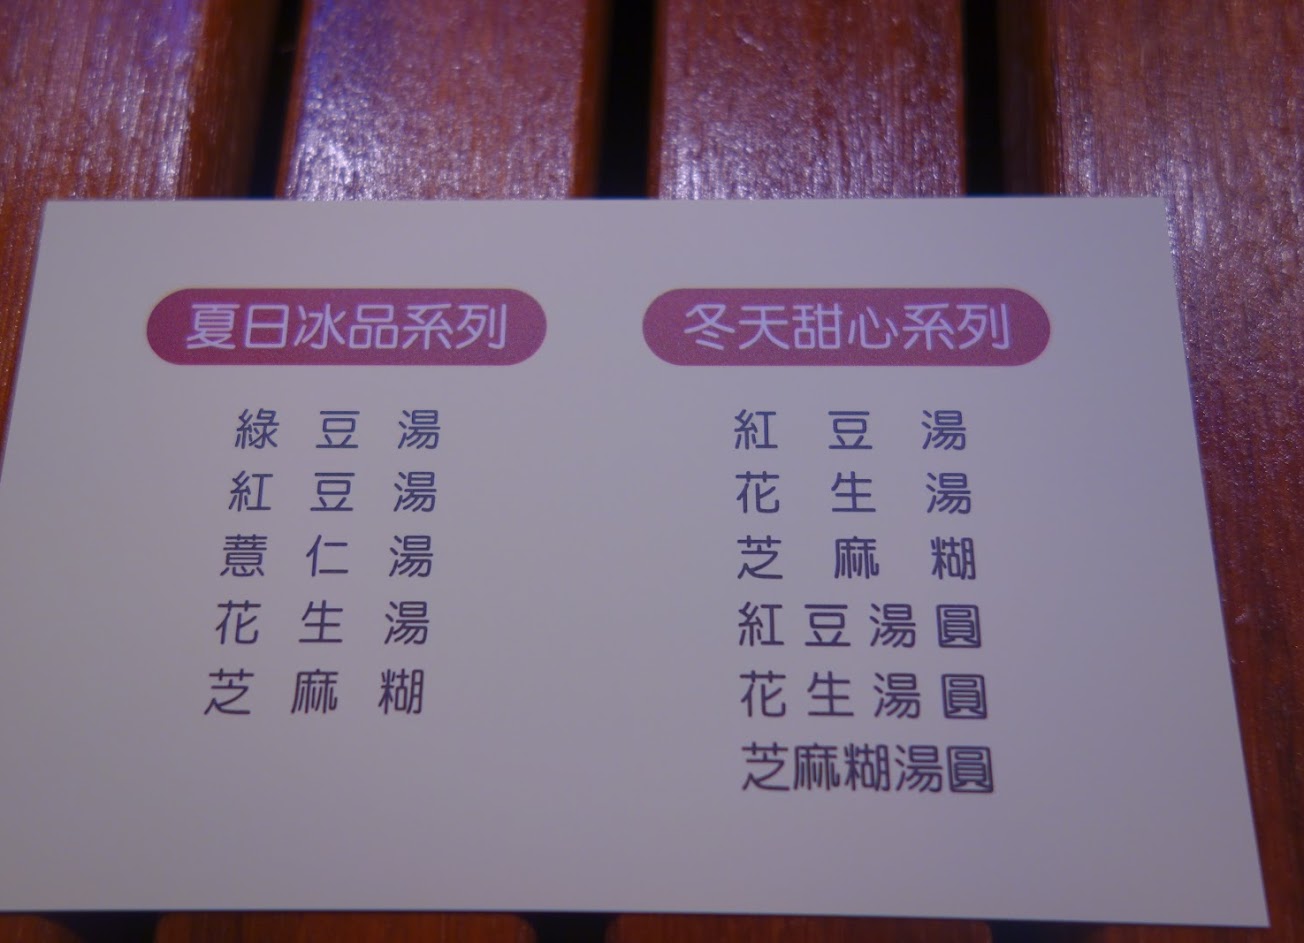 夏日冰品系列
綠豆湯
紅豆湯
薏仁湯
花生湯
芝麻糊
冬天甜心系列
紅豆湯
花生湯
芝麻糊
紅豆湯圓
花生湯圓
芝麻糊湯圓